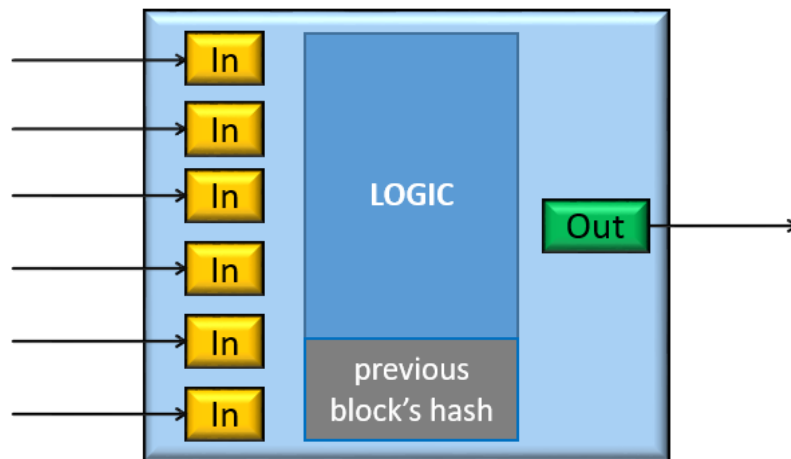 In
In
In
In
In
In
LOGIC
previous
block's hash
Out